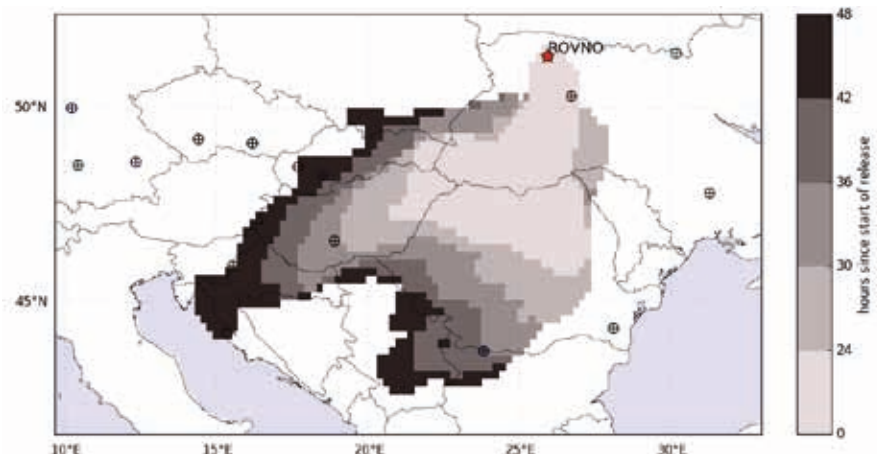 ROVNO
50°N
45°N
10°E
15°E
20°E
25°E
30°E
48
42
36
30
24
0
hours since start of release